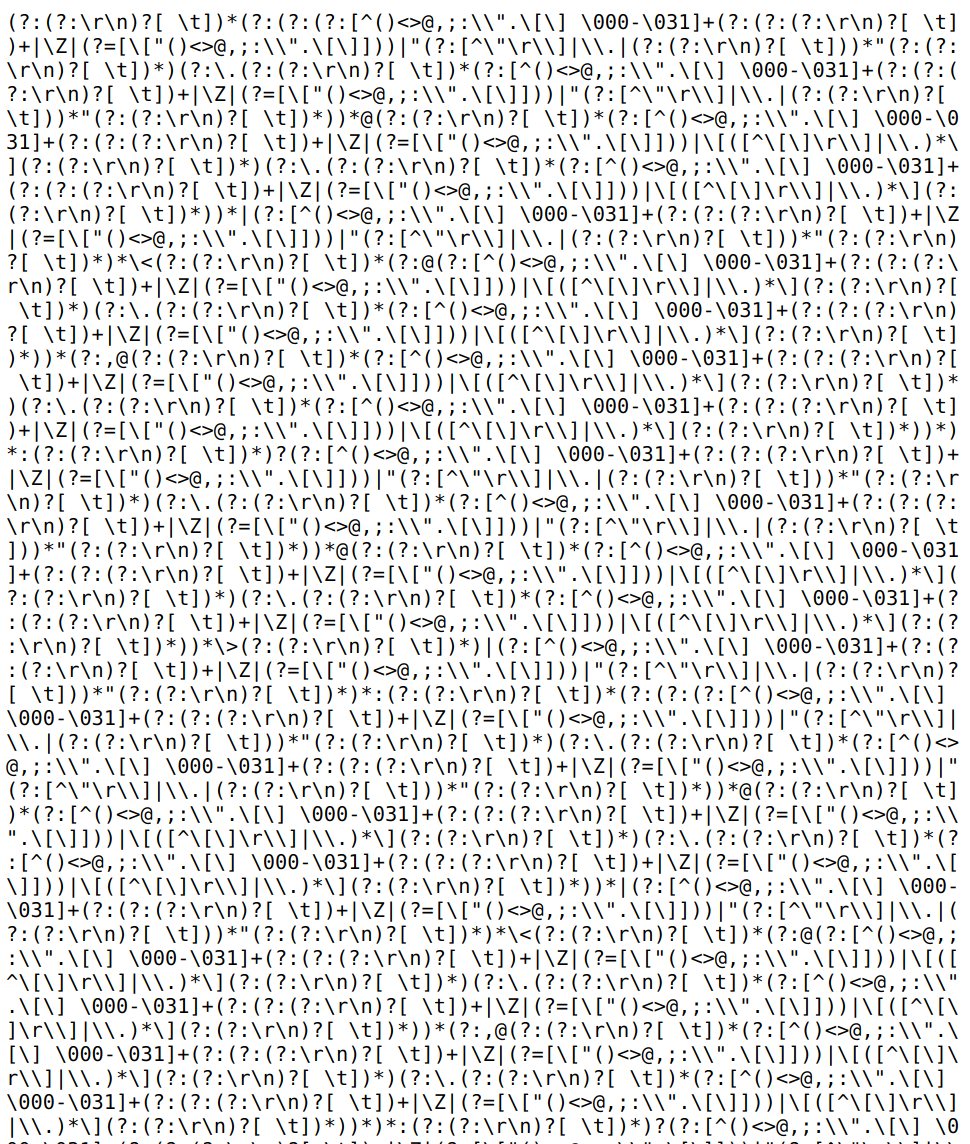 (?:(?:\r\n)?[ \t])*(?:(?:(?:[^()<>@,;:\\".\[\] \000-\031]+(?:(?:(?:\r\n)?[ \t]
)+|\Z|(?=[\["()<>@,;:\\".\[\]]))|"(?:[^\"\r\\]|\\.|(?:(?:\r\n)?[ \t]))*"(?:(?:
\r\n)?[ \t])*)(?:\.(?:(?:\r\n)?[ \t])*(?:[^()<>@,;:\\".\[\] \000-\031]+(?:(?:(
?:\r\n)?[ \t])+|\Z|(?=[\["()<>@,;:\\".\[\]]))|"(?:[^\"\r\\]|\\.|(?:(?:\r\n)?[
\t]))*"(?:(?:\r\n)?[ \t])*))*@(?:(?:\r\n)?[ \t])*(?:[^()<>@,;:\\".\[\] \000-\0
31]+(?:(?:(?:\r\n)?[ \t])+|\Z|(?=[\["()<>@,;:\\".\[\]]))|\[([^\[\]\r\\]|\\.)*\
](?:(?:\r\n)?[ \t])*)(?:\.(?:(?:\r\n)?[ \t])*(?:[^()<>@,;:\\".\[\] \000-\031]+
(?:(?:(?:\r\n)?[ \t])+|\Z|(?=[\["()<>@,;:\\".\[\]]))|\[([^\[\]\r\\]|\\.)*\](?:
(?:\r\n)?[ \t])*))*|(?:[^()<>@,;:\\".\[\] \000-\031]+(?:(?:(?:\r\n)?[ \t])+|\Z
|(?=[\["()<>@,;:\\".\[\]]))|"(?:[^\"\r\\]|\\.|(?:(?:\r\n)?[ \t]))*"(?:(?:\r\n)
?[ \t])*)*\<(?:(?:\r\n)?[ \t])*(?:@(?:[^()<>@,;:\\".\[\] \000-\031]+(?:(?:(?:\
r\n)?[ \t])+|\Z|(?=[\["()<>@,;:\\".\[\]]))|\[([^\[\]\r\\]|\\.)*\](?:(?:\r\n)?[
 \t])*)(?:\.(?:(?:\r\n)?[ \t])*(?:[^()<>@,;:\\".\[\] \000-\031]+(?:(?:(?:\r\n)
?[ \t])+|\Z|(?=[\["()<>@,;:\\".\[\]]))|\[([^\[\]\r\\]|\\.)*\](?:(?:\r\n)?[ \t]
)*))*(?:,@(?:(?:\r\n)?[ \t])*(?:[^()<>@,;:\\".\[\] \000-\031]+(?:(?:(?:\r\n)?[
 \t])+|\Z|(?=[\["()<>@,;:\\".\[\]]))|\[([^\[\]\r\\]|\\.)*\](?:(?:\r\n)?[ \t])*
)(?:\.(?:(?:\r\n)?[ \t])*(?:[^()<>@,;:\\".\[\] \000-\031]+(?:(?:(?:\r\n)?[ \t]
)+|\Z|(?=[\["()<>@,;:\\".\[\]]))|\[([^\[\]\r\\]|\\.)*\](?:(?:\r\n)?[ \t])*))*)
*:(?:(?:\r\n)?[ \t])*)?(?:[^()<>@,;:\\".\[\] \000-\031]+(?:(?:(?:\r\n)?[ \t])+
|\Z|(?=[\["()<>@,;:\\".\[\]]))|"(?:[^\"\r\\]|\\.|(?:(?:\r\n)?[ \t]))*"(?:(?:\r
\n)?[ \t])*)(?:\.(?:(?:\r\n)?[ \t])*(?:[^()<>@,;:\\".\[\] \000-\031]+(?:(?:(?:
\r\n)?[ \t])+|\Z|(?=[\["()<>@,;:\\".\[\]]))|"(?:[^\"\r\\]|\\.|(?:(?:\r\n)?[ \t
]))*"(?:(?:\r\n)?[ \t])*))*@(?:(?:\r\n)?[ \t])*(?:[^()<>@,;:\\".\[\] \000-\031
]+(?:(?:(?:\r\n)?[ \t])+|\Z|(?=[\["()<>@,;:\\".\[\]]))|\[([^\[\]\r\\]|\\.)*\](
?:(?:\r\n)?[ \t])*)(?:\.(?:(?:\r\n)?[ \t])*(?:[^()<>@,;:\\".\[\] \000-\031]+(?
:(?:(?:\r\n)?[ \t])+|\Z|(?=[\["()<>@,;:\\".\[\]]))|\[([^\[\]\r\\]|\\.)*\](?:(?
:\r\n)?[ \t])*))*\>(?:(?:\r\n)?[ \t])*)|(?:[^()<>@,;:\\".\[\] \000-\031]+(?:(?
:(?:\r\n)?[ \t])+|\Z|(?=[\["()<>@,;:\\".\[\]]))|"(?:[^\"\r\\]|\\.|(?:(?:\r\n)?
[ \t]))*"(?:(?:\r\n)?[ \t])*)*:(?:(?:\r\n)?[ \t])*(?:(?:(?:[^()<>@,;:\\".\[\]
\000-\031]+(?:(?:(?:\r\n)?[ \t])+|\Z|(?=[\["()<>@,;:\\".\[\]]))|"(?:[^\"\r\\]|
\\.|(?:(?:\r\n)?[ \t]))*"(?:(?:\r\n)?[ \t])*)(?:\.(?:(?:\r\n)?[ \t])*(?:[^()<>
@,;:\\".\[\] \000-\031]+(?:(?:(?:\r\n)?[ \t])+|\Z|(?=[\["()<>@,;:\\".\[\]]))|"
(?:[^\"\r\\]|\\.|(?:(?:\r\n)?[ \t]))*"(?:(?:\r\n)?[ \t])*))*@(?:(?:\r\n)?[ \t]
)*(?:[^()<>@,;:\\".\[\] \000-\031]+(?:(?:(?:\r\n)?[ \t])+|\Z|(?=[\["()<>@,;:\\
".\[\]]))|\[([^\[\]\r\\]|\\.)*\](?:(?:\r\n)?[ \t])*)(?:\.(?:(?:\r\n)?[ \t])*(?
:[^()<>@,;:\\".\[\] \000-\031]+(?:(?:(?:\r\n)?[ \t])+|\Z|(?=[\["()<>@,;:\\".\[
\]]))|\[([^\[\]\r\\]|\\.)*\](?:(?:\r\n)?[ \t])*))*|(?:[^()<>@,;:\\".\[\] \000-
\031]+(?:(?:(?:\r\n)?[ \t])+|\Z|(?=[\["()<>@,;:\\".\[\]]))|"(?:[^\"\r\\]|\\.|(
?:(?:\r\n)?[ \t]))*"(?:(?:\r\n)?[ \t])*)*\<(?:(?:\r\n)?[ \t])*(?:@(?:[^()<>@,;
:\\".\[\] \000-\031]+(?:(?:(?:\r\n)?[ \t])+|\Z|(?=[\["()<>@,;:\\".\[\]]))|\[([
^\[\]\r\\]|\\.)*\](?:(?:\r\n)?[ \t])*)(?:\.(?:(?:\r\n)?[ \t])*(?:[^()<>@,;:\\"
.\[\] \000-\031]+(?:(?:(?:\r\n)?[ \t])+|\Z|(?=[\["()<>@,;:\\".\[\]]))|\[([^\[\
]\r\\]|\\.)*\](?:(?:\r\n)?[ \t])*))*(?:,@(?:(?:\r\n)?[ \t])*(?:[^()<>@,;:\\".\
[\] \000-\031]+(?:(?:(?:\r\n)?[ \t])+|\Z|(?=[\["()<>@,;:\\".\[\]]))|\[([^\[\]\
r\\]|\\.)*\](?:(?:\r\n)?[ \t])*)(?:\.(?:(?:\r\n)?[ \t])*(?:[^()<>@,;:\\".\[\]
\000-\031]+(?:(?:(?:\r\n)?[ \t])+|\Z|(?=[\["()<>@,;:\\".\[\]]))|\[([^\[\]\r\\]
|\\.)*\](?:(?:\r\n)?[ \t])*))*)*:(?:(?:\r\n)?[ \t])*)?(?:[^()<>@,;:\\".\[\] \0